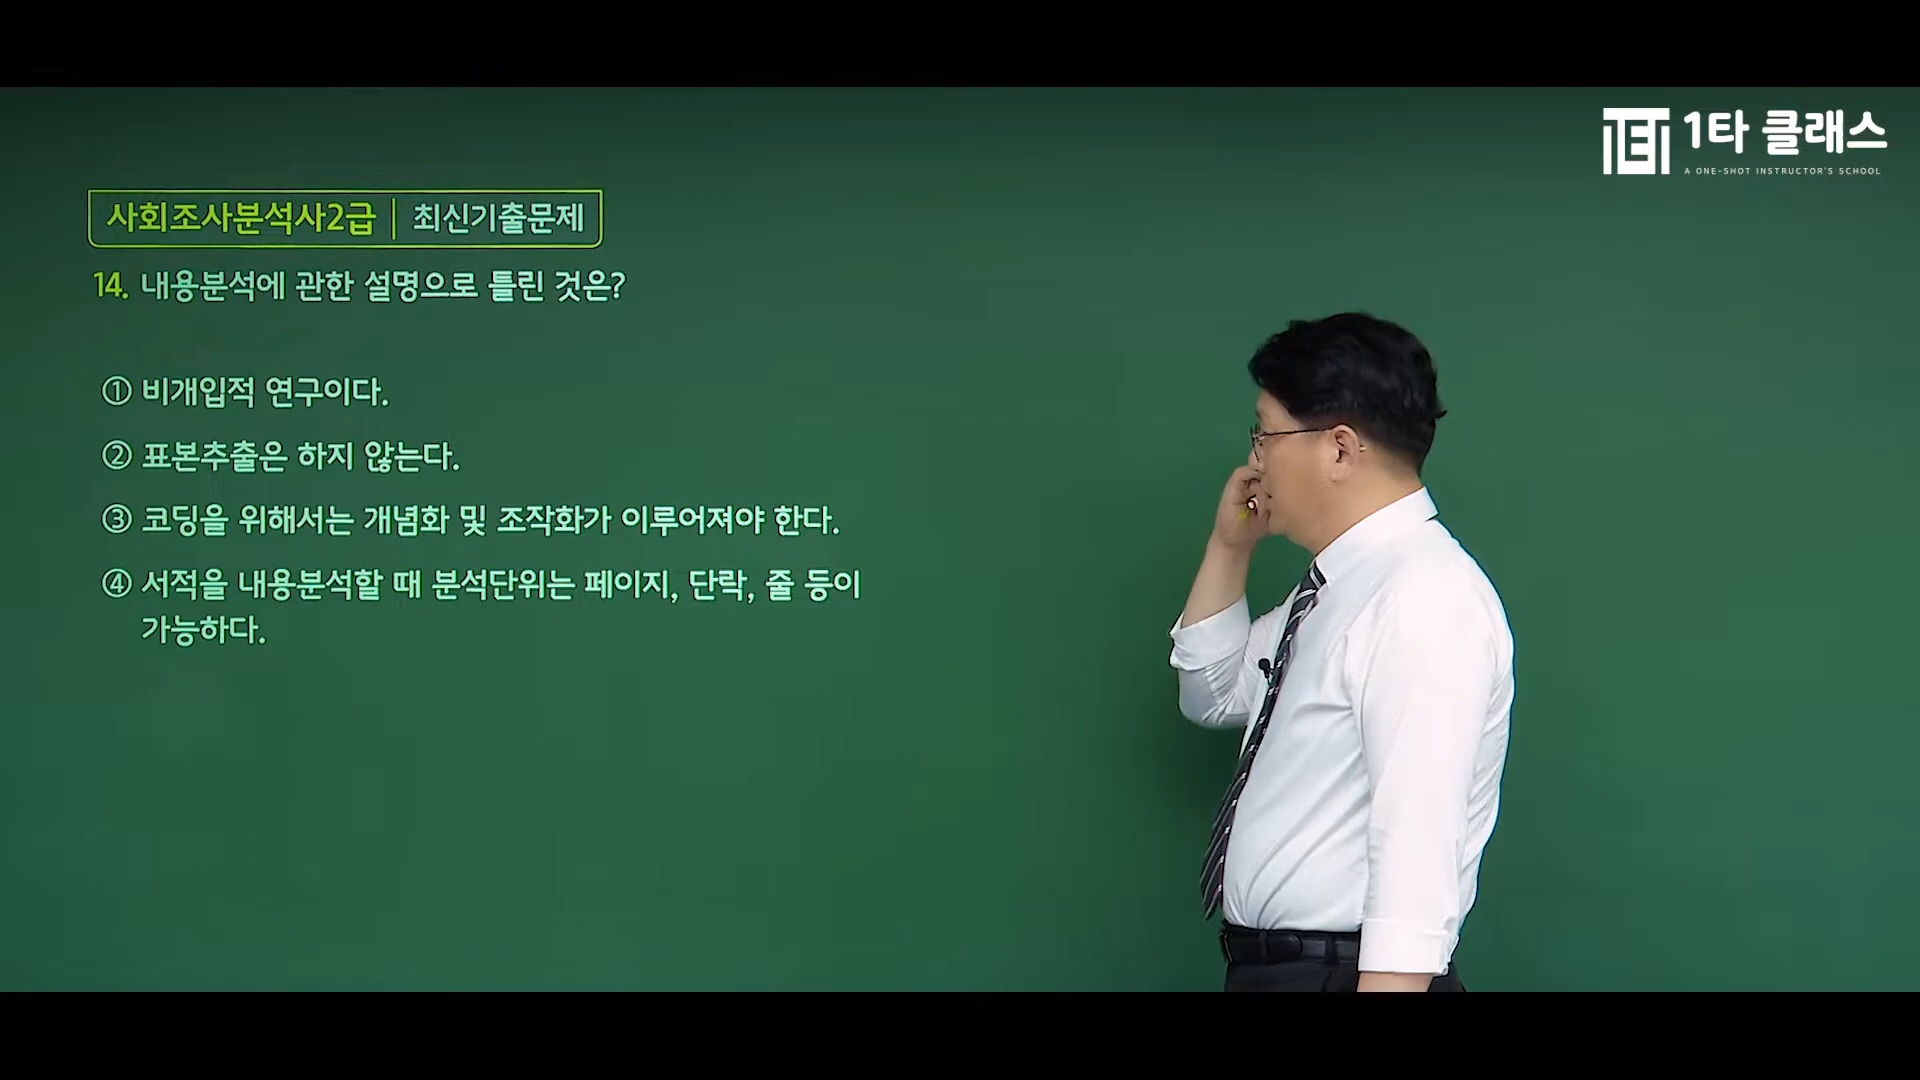 1타 클래스
A ONE-SHOT INSTRUCTOR'S SCHOOL
사회조사분석사2급 | 최신기출문제
14. 내용분석에 관한 설명으로 틀린 것은?
① 비개입적 연구이다.
② 표본추출은 하지 않는다.
③ 코딩을 위해서는 개념화 및 조작화가 이루어져야 한다.
④ 서적을 내용분석할 때 분석단위는 페이지, 단락, 줄 등이
가능하다.